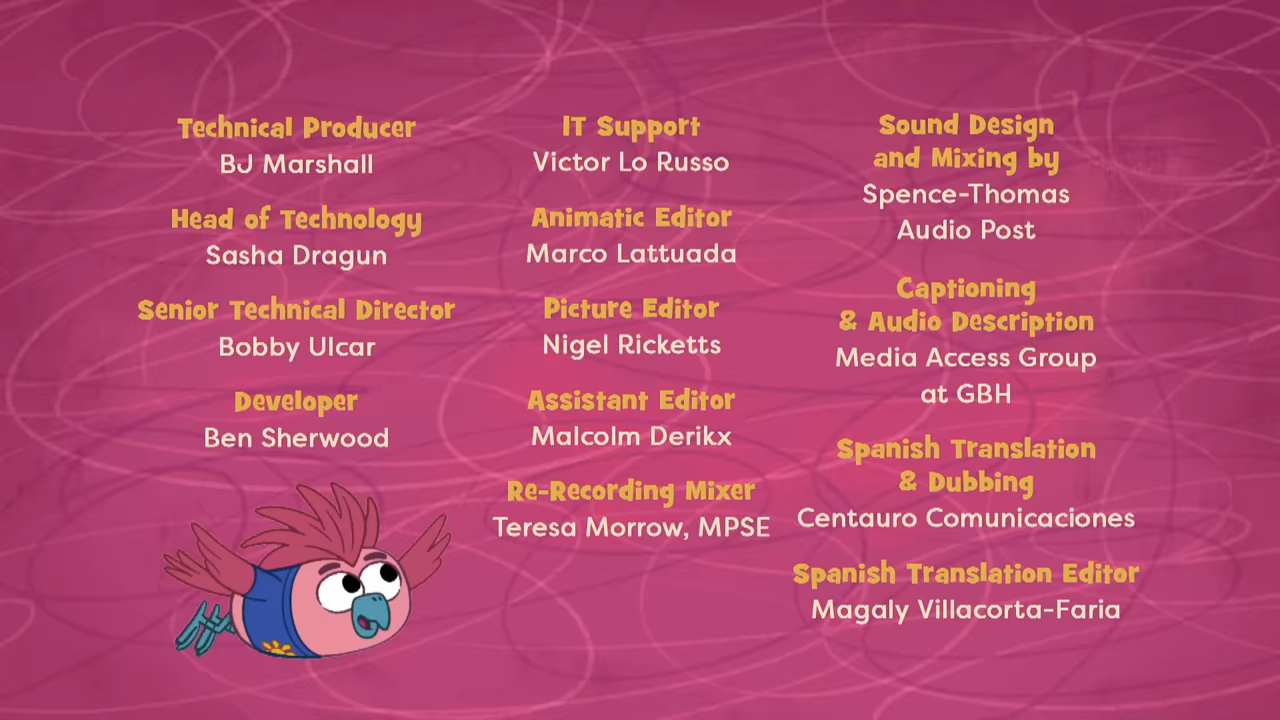 Technical Producer
BJ Marshall
Head of Technology
Sasha Dragun
Senior Technical Director
Bobby Ulcar
Developer
Ben Sherwood
IT Support
Victor Lo Russo
Animatic Editor
Marco Lattuada
Picture Editor
Nigel Ricketts
Assistant Editor
Malcolm Derikx
Re-Recording Mixer
Teresa Morrow, MPSE
Sound Design
and Mixing by
Spence-Thomas
Audio Post
Captioning
& Audio Description
Media Access Group
at GBH
Spanish Translation
& Dubbing
Centauro Comunicaciones
Spanish Translation Editor
Magaly Villacorta-Faria